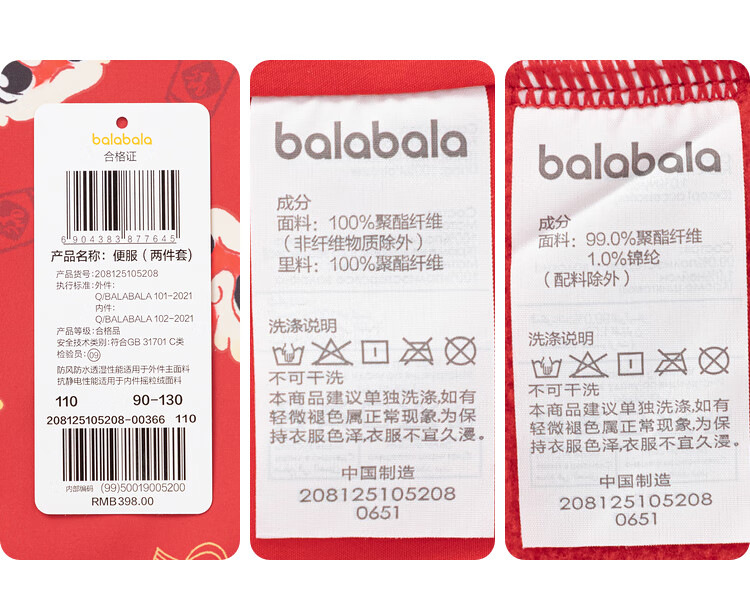 balabala
合格证
6 904383 877645
产品名称：便服（两件套）
产品货号:208125105208
执行标准:外件:
Q/BALABALA 101-2021
内件:
Q/BALABALA 102-2021
产品等级:合格品
安全技术类别:符合GB 31701 C类
检验员:09
防风防水透湿性能适用于外件主面料
抗静电性能适用于内件摇粒绒面料
110 90-130
208125105208-00366 110
内部编码 (99)50019005200
RMB398.00
balabala
成分
面料：100%聚酯纤维
（非纤维物质除外）
里料：100%聚酯纤维
洗涤说明
不可干洗
本商品建议单独洗涤,如有
轻微褪色属正常现象,为保
持衣服色泽,衣服不宜久浸。
中国制造
208125105208
0651
balabala
成分
面料：99.0%聚酯纤维
1.0%锦纶
（配料除外）
洗涤说明
不可干洗
本商品建议单独洗涤,如有
轻微褪色属正常现象,为保
持衣服色泽,衣服不宜久浸。
中国制造
208125105208
0651